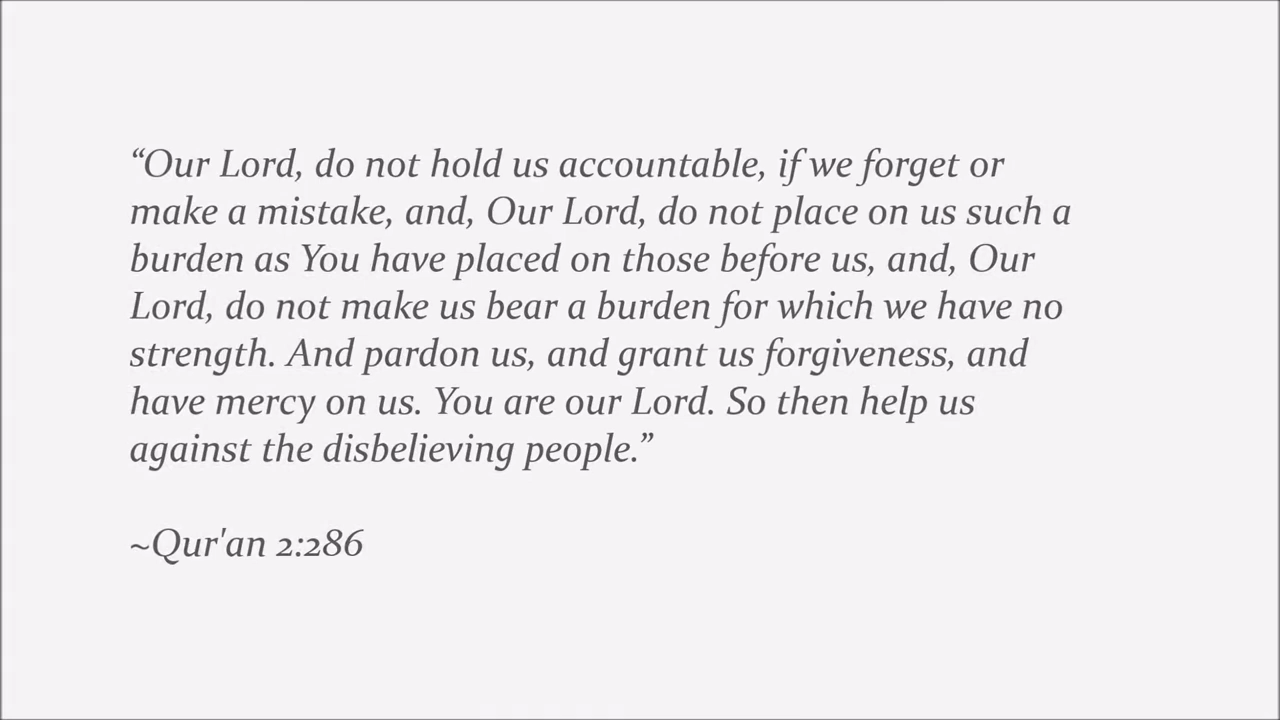 “Our Lord, do not hold us accountable, if we forget or
make a mistake, and, Our Lord, do not place on us such a
burden as You have placed on those before us, and, Our
Lord, do not make us bear a burden for which we have no
strength. And pardon us, and grant us forgiveness, and
have mercy on us. You are our Lord. So then help us
against the disbelieving people.”
~Qur'an 2:286